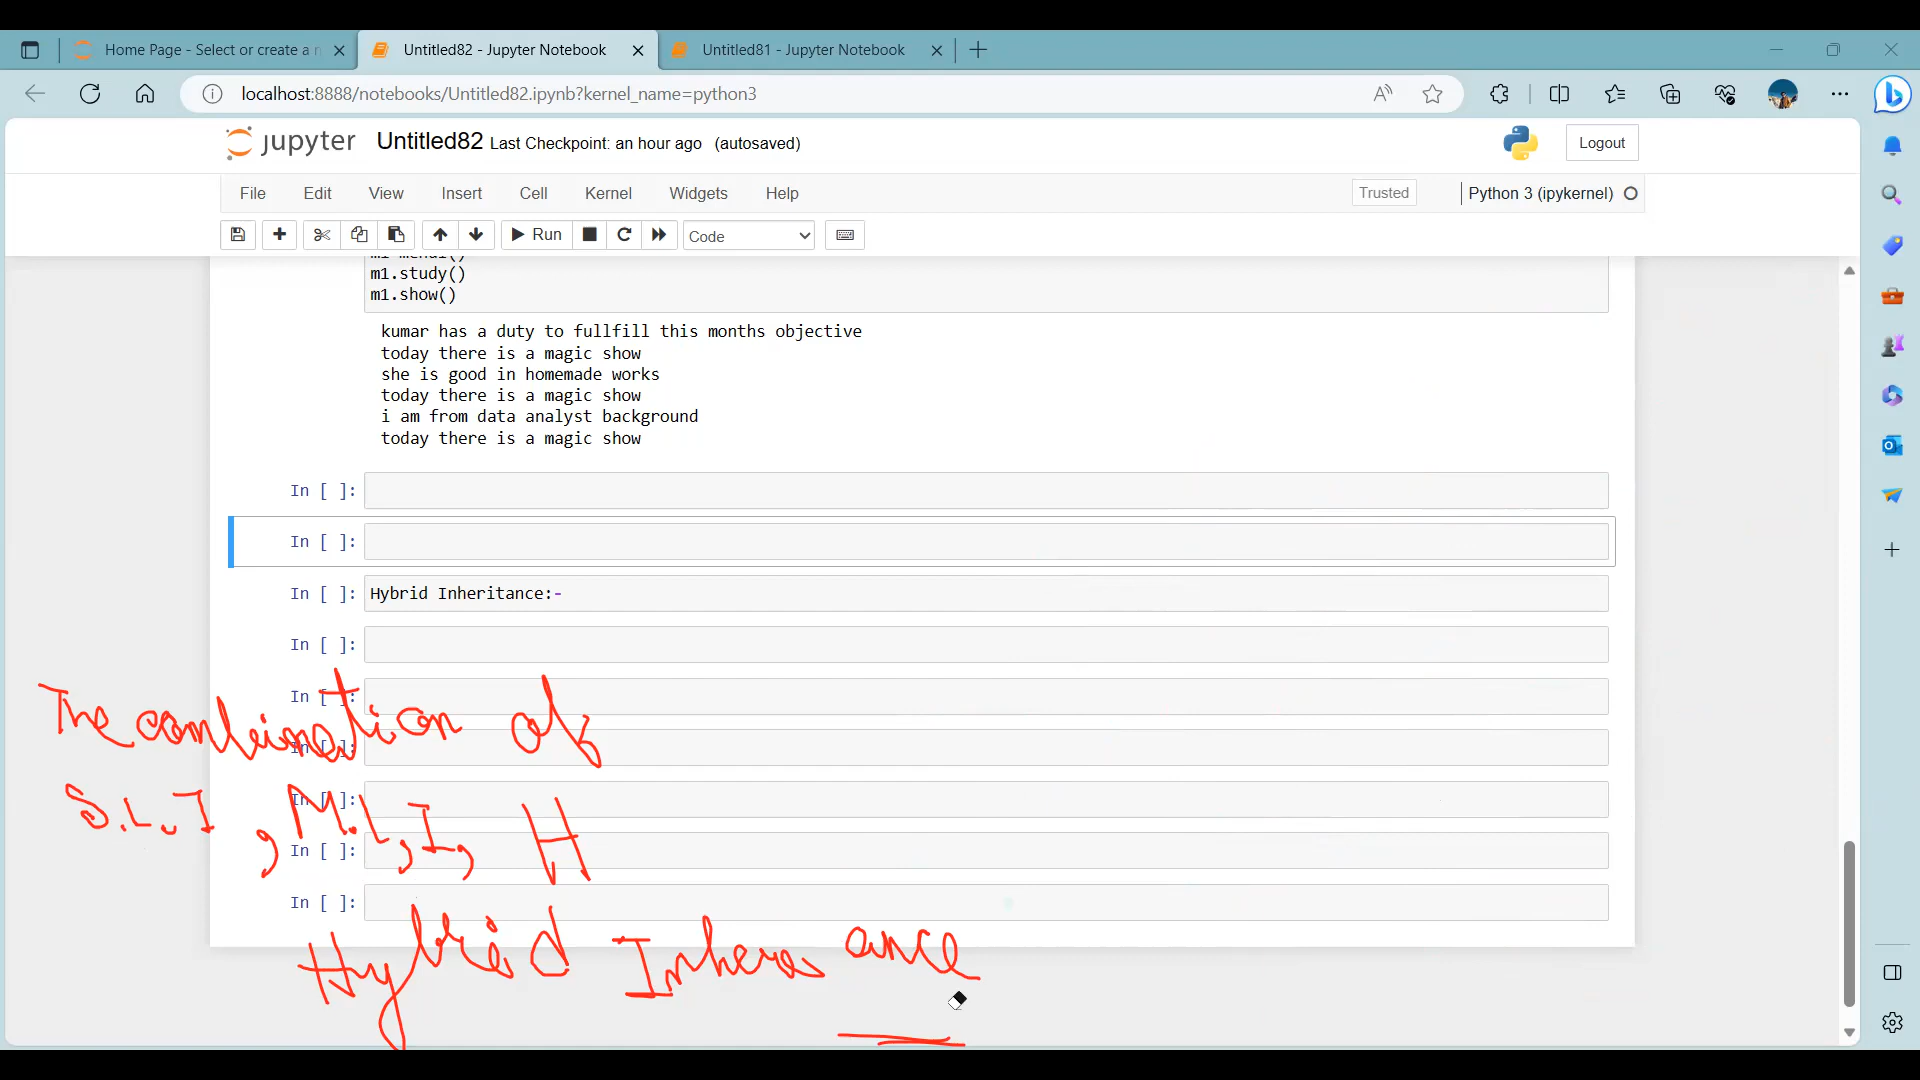 Home Page - Select or create a n
Untitled82 - Jupyter Notebook
Untitled81 - Jupyter Notebook
localhost:8888/notebooks/Untitled82.ipynb?kernel_name=python3
jupyter Untitled82 Last Checkpoint: an hour ago (autosaved)
Logout
File Edit View Insert Cell Kernel Widgets Help
Trusted
Python 3 (ipykernel)
Run
Code
m1.study()
m1.show()
kumar has a duty to fullfill this months objective
today there is a magic show
she is good in homemade works
today there is a magic show
i am from data analyst background
today there is a magic show
In [ ]:
In [ ]:
In [ ]: Hybrid Inheritance:-
In [ ]:
In [ ]:
In [ ]:
In [ ]:
In [ ]:
In [ ]:
The combination of
S.L.I , M.L.I, H
Hybrid